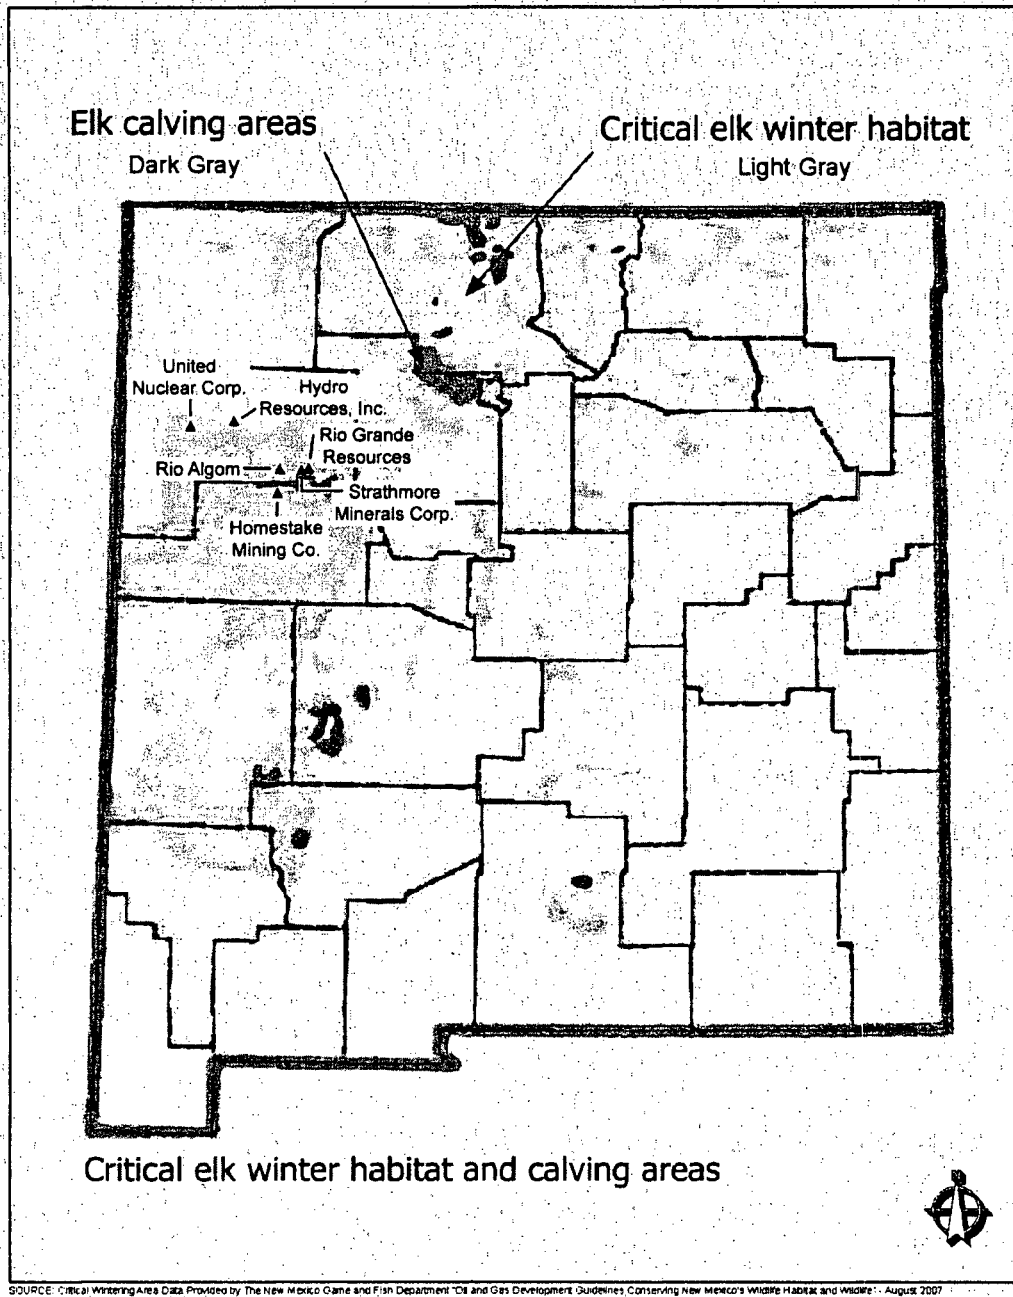 Elk calving areas
Dark Gray
Critical elk winter habitat
Light Gray
United
Nuclear Corp.
Hydro
Resources, Inc.
Rio Grande
Resources
Rio Algom
Strathmore
Minerals Corp.
Homestake
Mining Co.
Critical elk winter habitat and calving areas
SOURCE: Critical Wintering Area Data Provided by The New Mexico Game and Fish Department "Oil and Gas Development Guidelines Conserving New Mexico's Wildlife Habitat and Wildlife" - August 2007